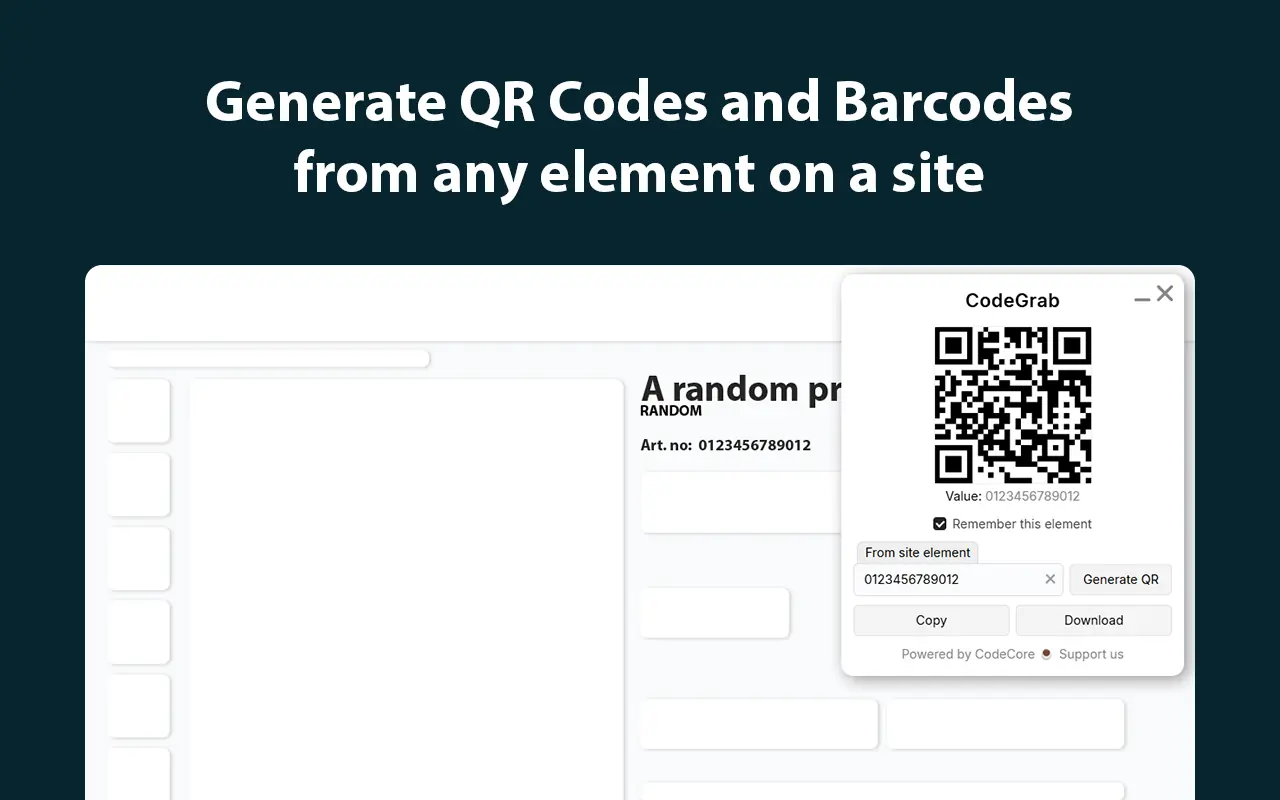 Generate QR Codes and Barcodes
from any element on a site
CodeGrab
A random pr
RANDOM
Art. no: 0123456789012
Value: 0123456789012
Remember this element
From site element
0123456789012
Generate QR
Copy
Download
Powered by CodeCore
Support us